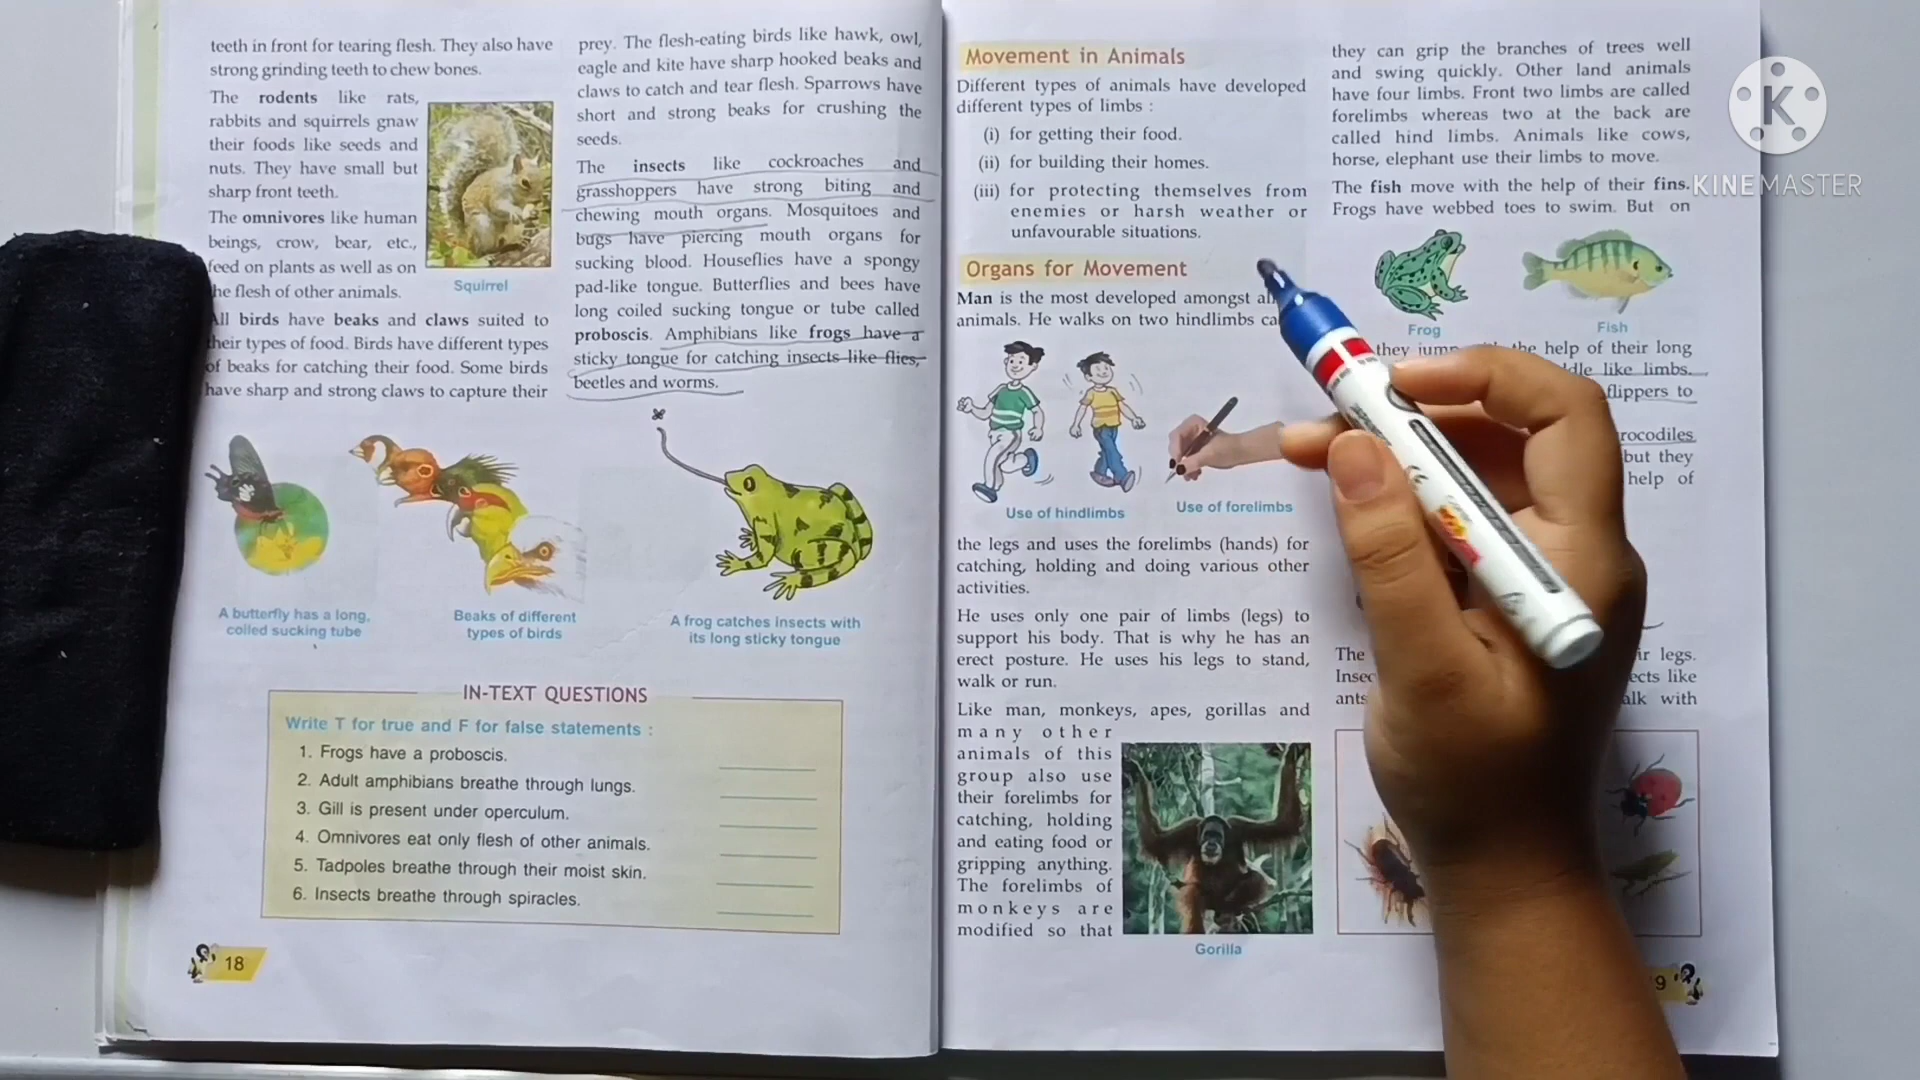 teeth in front for tearing flesh. They also have
strong grinding teeth to chew bones.
The rodents like rats,
rabbits and squirrels gnaw
their foods like seeds and
nuts. They have small but
sharp front teeth.
The omnivores like human
beings, crow, bear, etc.,
feed on plants as well as on
he flesh of other animals.
Squirrel
All birds have beaks and claws suited to
their types of food. Birds have different types
of beaks for catching their food. Some birds
have sharp and strong claws to capture their
prey. The flesh-eating birds like hawk, owl,
eagle and kite have sharp hooked beaks and
claws to catch and tear flesh. Sparrows have
short and strong beaks for crushing the
seeds.
The insects like cockroaches and
grasshoppers have strong biting and
chewing mouth organs. Mosquitoes and
bugs have piercing mouth organs for
sucking blood. Houseflies have a spongy
pad-like tongue. Butterflies and bees have
long coiled sucking tongue or tube called
proboscis. Amphibians like frogs have a
sticky tongue for catching insects like flies,
beetles and worms.
A butterfly has a long,
coiled sucking tube
Beaks of different
types of birds
A frog catches insects with
its long sticky tongue
IN-TEXT QUESTIONS
Write T for true and F for false statements :
1. Frogs have a proboscis.
2. Adult amphibians breathe through lungs.
3. Gill is present under operculum.
4. Omnivores eat only flesh of other animals.
5. Tadpoles breathe through their moist skin.
6. Insects breathe through spiracles.
18
Movement in Animals
Different types of animals have developed
different types of limbs :
(i) for getting their food.
(ii) for building their homes.
(iii) for protecting themselves from
enemies or harsh weather or
unfavourable situations.
Organs for Movement
Man is the most developed amongst
animals. He walks on two hindlimbs
Use of hindlimbs
Use of forelimbs
the legs and uses the forelimbs (hands) for
catching, holding and doing various other
activities.
He uses only one pair of limbs (legs) to
support his body. That is why he has an
erect posture. He uses his legs to stand,
walk or run.
Like man, monkeys, apes, gorillas and
many other
animals of this
group also use
their forelimbs for
catching, holding
and eating food or
gripping anything.
The forelimbs of
monkeys are
modified so that
Gorilla
they can grip the branches of trees well
and swing quickly. Other land animals
have four limbs. Front two limbs are called
forelimbs whereas two at the back are
called hind limbs. Animals like cows,
horse, elephant use their limbs to move.
The fish move with the help of their fins.
Frogs have webbed toes to swim. But on
Frog
Fish
they jump the help of their long
like limbs.
flippers to
rocodiles
but they
help of
The legs.
like
ants with
9
K
KINEMASTER